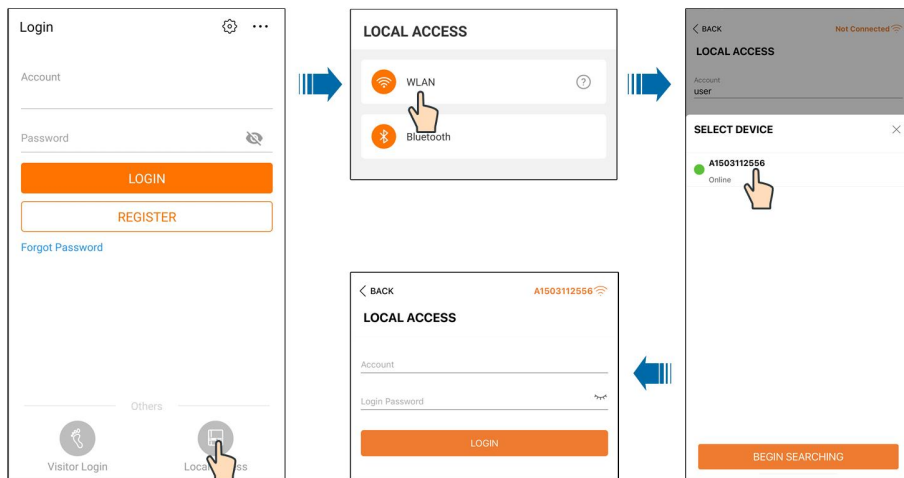 Login
Account
Password
LOGIN
REGISTER
Forgot Password
Others
Visitor Login
LOCAL ACCESS
WLAN
?
Bluetooth
BACK
Not Connected
LOCAL ACCESS
Account
user
SELECT DEVICE
A1503112556
Online
BEGIN SEARCHING
BACK
A1503112556
LOCAL ACCESS
Account
Login Password
LOGIN